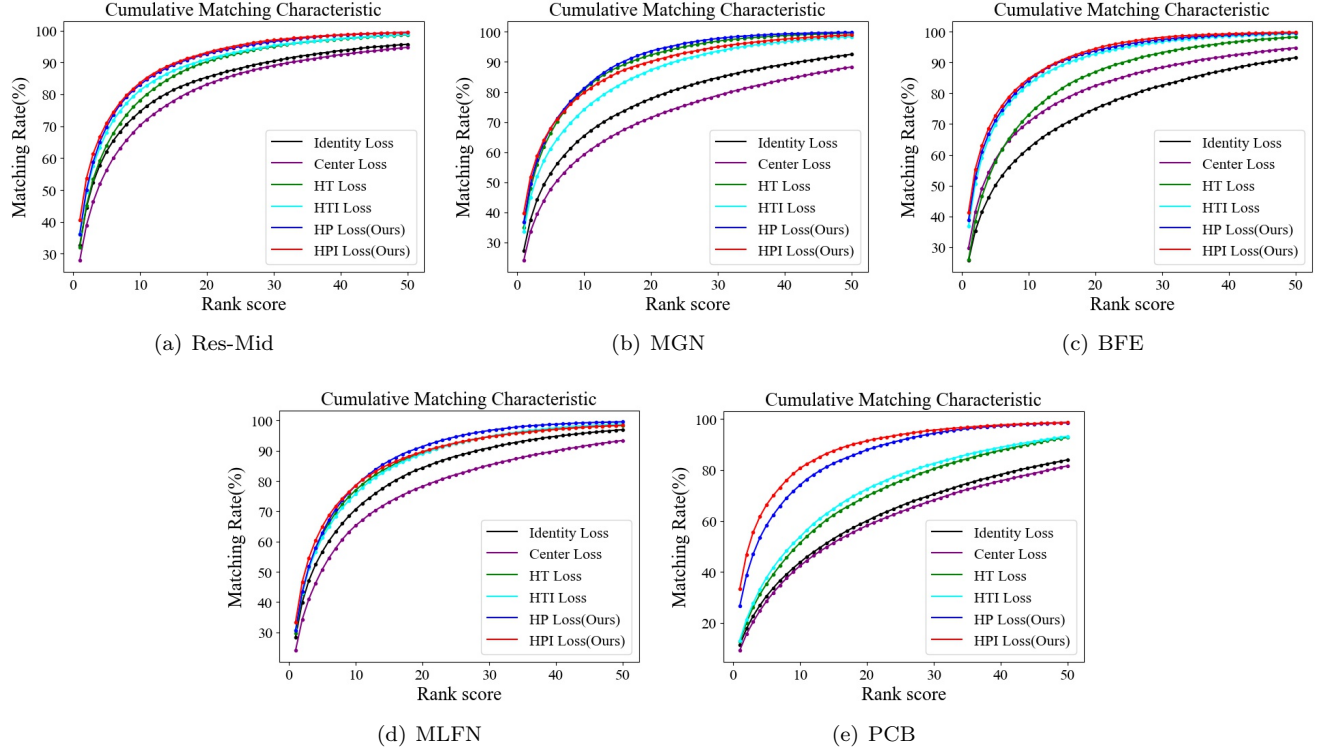 Cumulative Matching Characteristic
Matching Rate(%)
100
90
80
70
60
50
40
30
Identity Loss
Center Loss
HT Loss
HTI Loss
HP Loss(Ours)
HPI Loss(Ours)
0 10 20 30 40 50
Rank score
(a) Res-Mid
Cumulative Matching Characteristic
Matching Rate(%)
100
90
80
70
60
50
40
30
Identity Loss
Center Loss
HT Loss
HTI Loss
HP Loss(Ours)
HPI Loss(Ours)
0 10 20 30 40 50
Rank score
(b) MGN
Cumulative Matching Characteristic
Matching Rate(%)
100
90
80
70
60
50
40
30
Identity Loss
Center Loss
HT Loss
HTI Loss
HP Loss(Ours)
HPI Loss(Ours)
0 10 20 30 40 50
Rank score
(c) BFE
Cumulative Matching Characteristic
Matching Rate(%)
100
90
80
70
60
50
40
30
Identity Loss
Center Loss
HT Loss
HTI Loss
HP Loss(Ours)
HPI Loss(Ours)
0 10 20 30 40 50
Rank score
(d) MLFN
Cumulative Matching Characteristic
Matching Rate(%)
100
80
60
40
20
Identity Loss
Center Loss
HT Loss
HTI Loss
HP Loss(Ours)
HPI Loss(Ours)
0 10 20 30 40 50
Rank score
(e) PCB